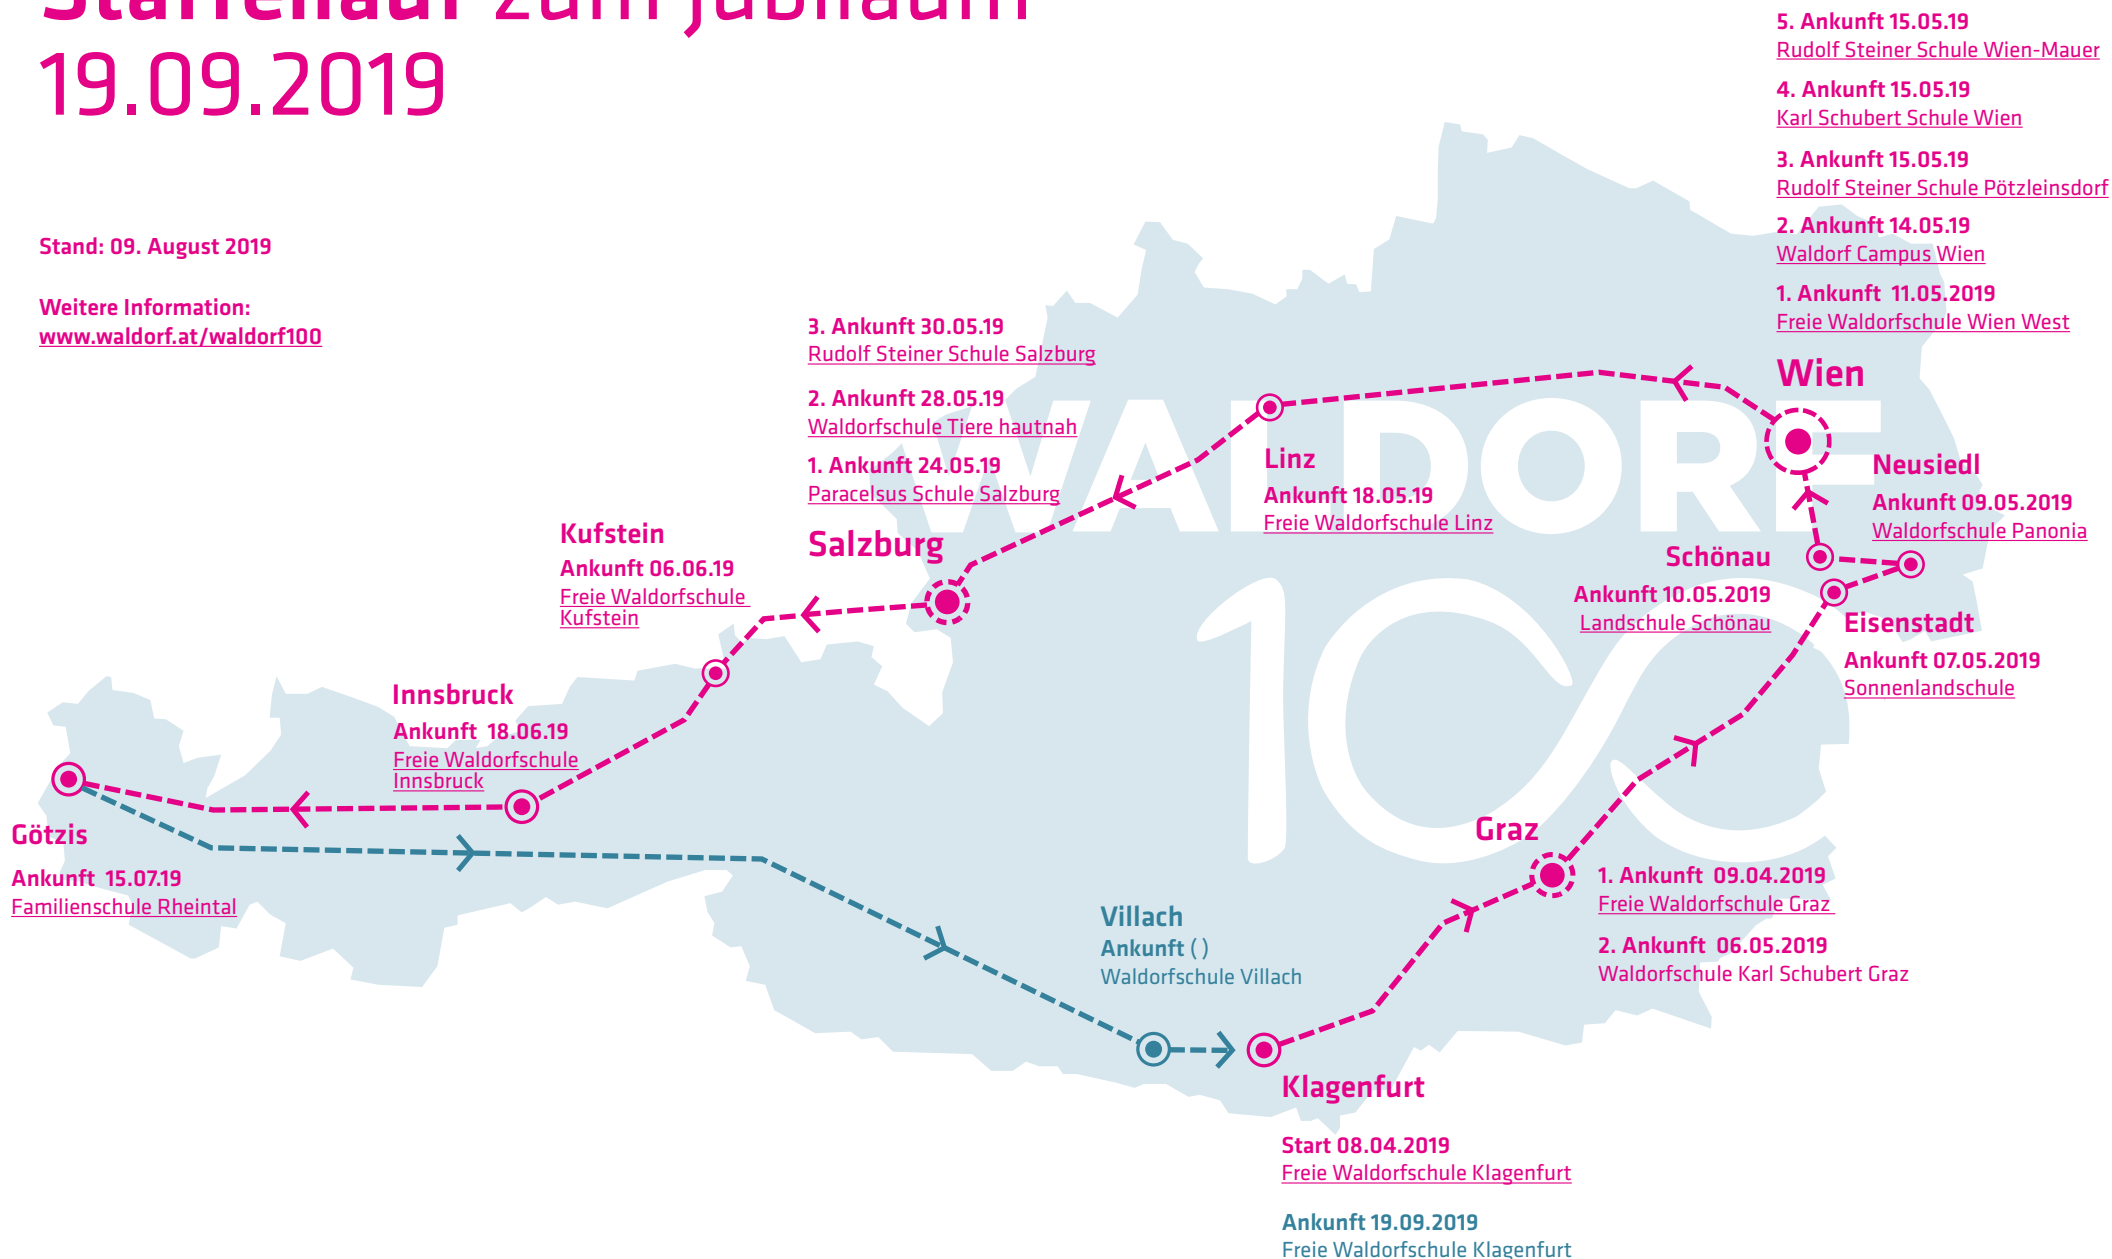 Staffellauf zum Jubiläum
19.09.2019
Stand: 09. August 2019
Weitere Information:
www.waldorf.at/waldorf100
5. Ankunft 15.05.19
Rudolf Steiner Schule Wien-Mauer
4. Ankunft 15.05.19
Karl Schubert Schule Wien
3. Ankunft 15.05.19
Rudolf Steiner Schule Pötzleinsdorf
2. Ankunft 14.05.19
Waldorf Campus Wien
1. Ankunft 11.05.2019
Freie Waldorfschule Wien West
Wien
3. Ankunft 30.05.19
Rudolf Steiner Schule Salzburg
2. Ankunft 28.05.19
Waldorfschule Tiere hautnah
1. Ankunft 24.05.19
Paracelsus Schule Salzburg
Salzburg
WALDORF
100
Linz
Ankunft 18.05.19
Freie Waldorfschule Linz
Neusiedl
Ankunft 09.05.2019
Waldorfschule Panonia
Schönau
Ankunft 10.05.2019
Landschule Schönau
Eisenstadt
Ankunft 07.05.2019
Sonnenlandschule
Kufstein
Ankunft 06.06.19
Freie Waldorfschule
Kufstein
Innsbruck
Ankunft 18.06.19
Freie Waldorfschule
Innsbruck
Götzis
Ankunft 15.07.19
Familienschule Rheintal
Graz
1. Ankunft 09.04.2019
Freie Waldorfschule Graz
2. Ankunft 06.05.2019
Waldorfschule Karl Schubert Graz
Villach
Ankunft ( )
Waldorfschule Villach
Klagenfurt
Start 08.04.2019
Freie Waldorfschule Klagenfurt
Ankunft 19.09.2019
Freie Waldorfschule Klagenfurt